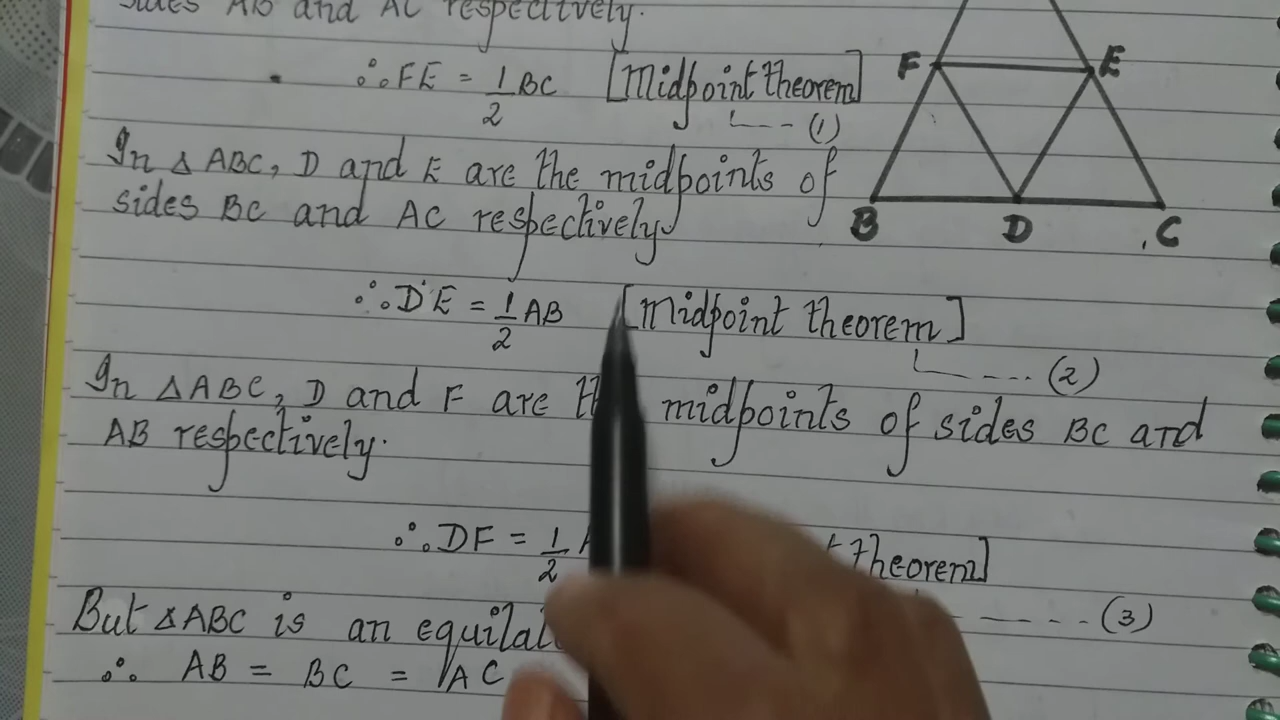 sides AB and AC respectively.
∴ FE = 1/2 BC [Midpoint theorem]
(1)
In △ ABC, D and E are the midpoints of
sides BC and AC respectively.
∴ DE = 1/2 AB [Midpoint theorem]
(2)
In △ABC, D and F are the midpoints of sides BC and
AB respectively.
∴ DF = 1/2 theorem]
(3)
But △ABC is an
∴ AB = BC = AC
F E
B D C